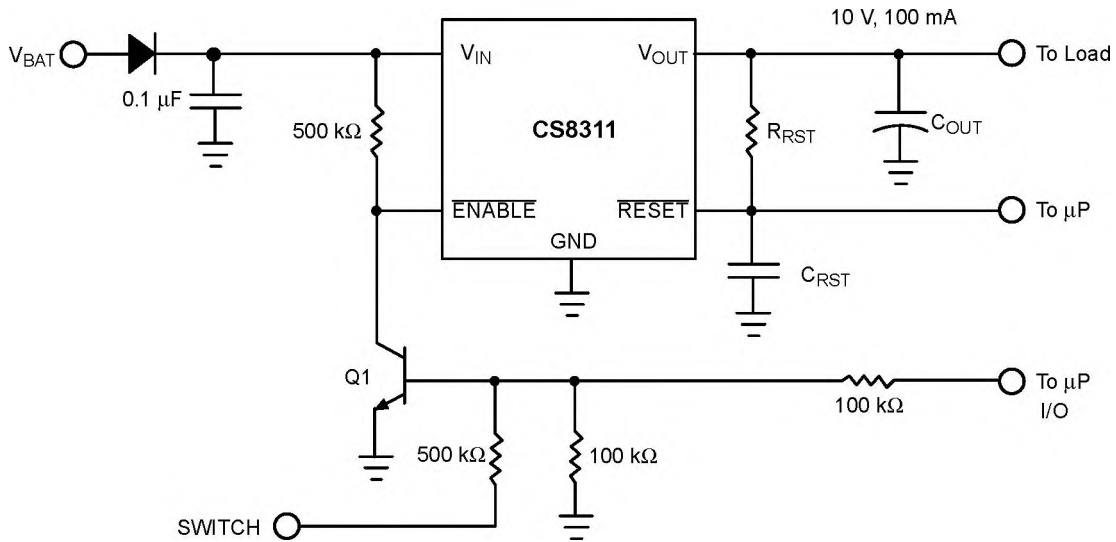 10 V, 100 mA
V_BAT
V_IN
V_OUT
To Load
0.1 μF
500 kΩ
CS8311
R_RST
C_OUT
ENABLE
RESET
To μP
GND
C_RST
Q1
To μP
I/O
100 kΩ
500 kΩ
100 kΩ
SWITCH